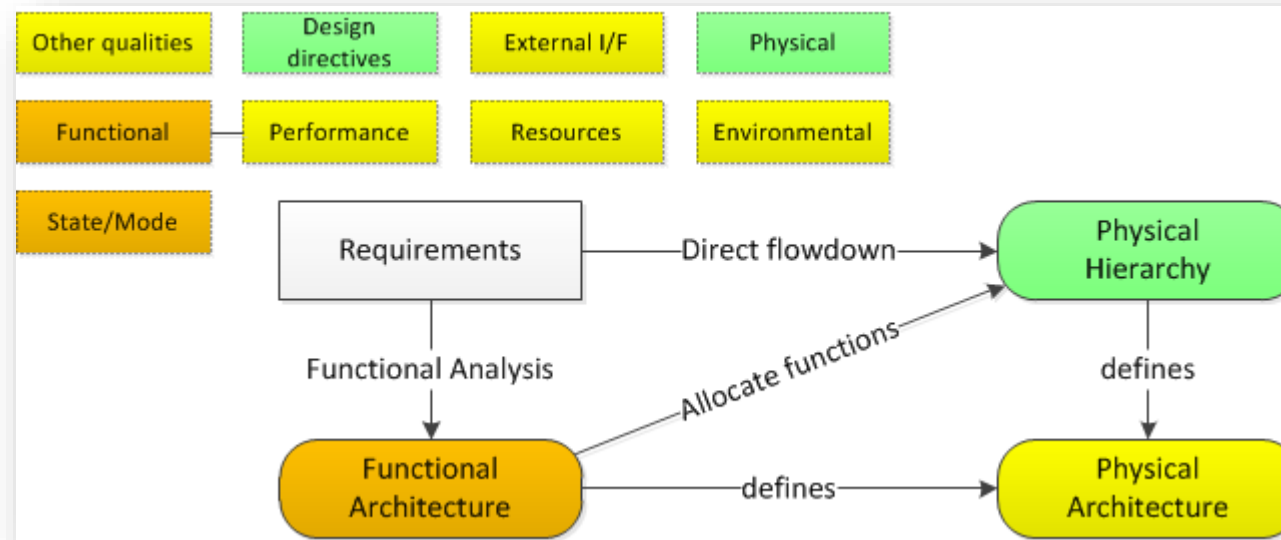 Other qualities
Design
directives
External I/F
Physical
Functional
Performance
Resources
Environmental
State/Mode
Requirements
Direct flowdown
Physical
Hierarchy
Functional Analysis
Allocate functions
defines
Functional
Architecture
defines
Physical
Architecture